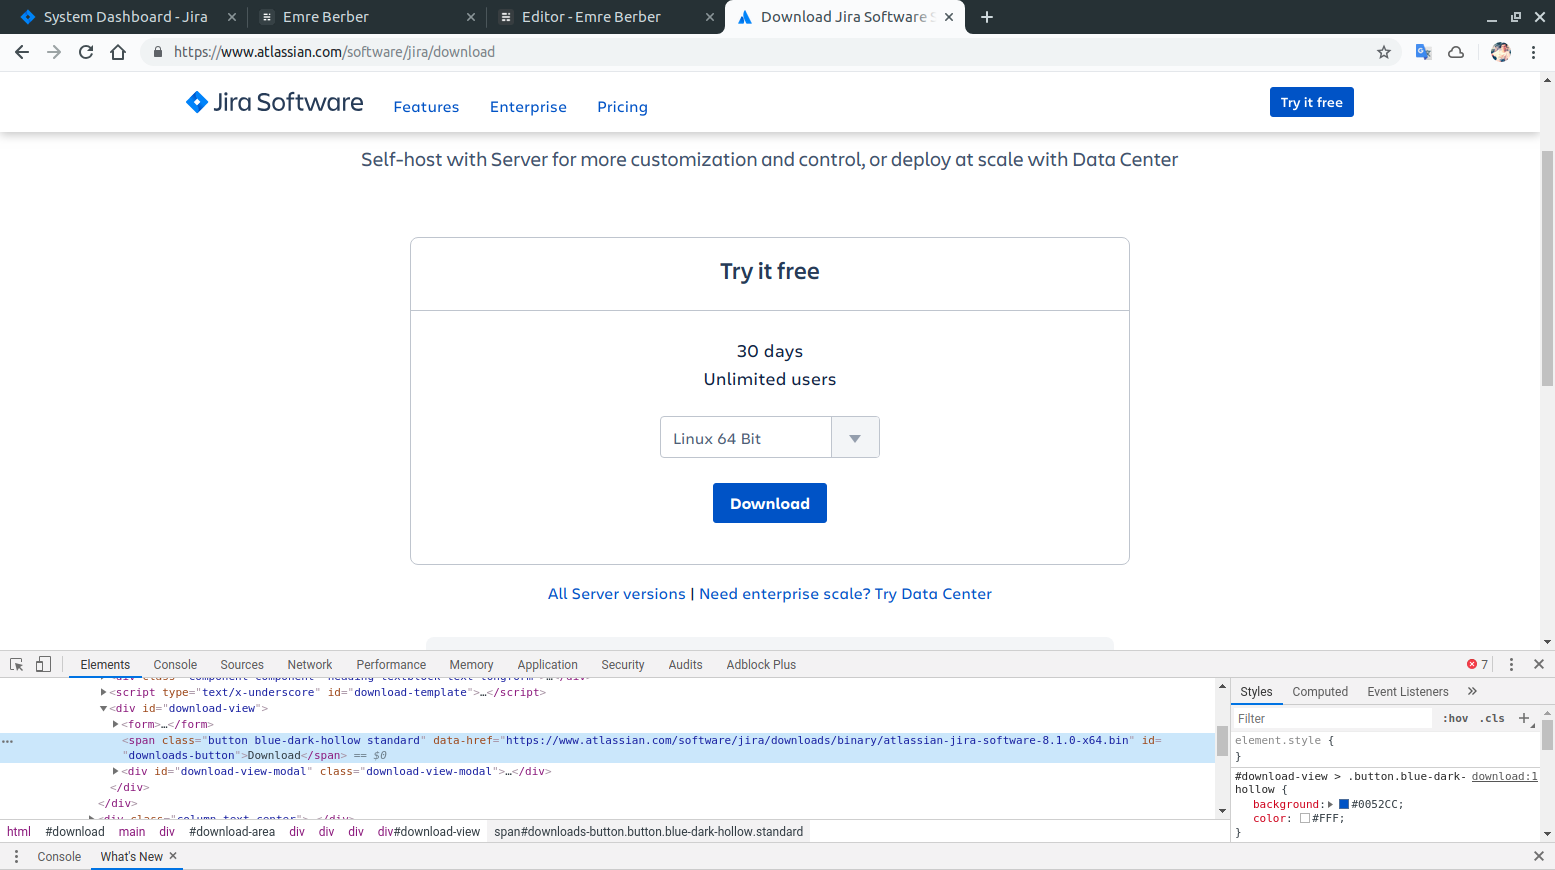 System Dashboard - Jira
Emre Berber
Editor - Emre Berber
Download Jira Software S
https://www.atlassian.com/software/jira/download
Jira Software
Features
Enterprise
Pricing
Try it free
Self-host with Server for more customization and control, or deploy at scale with Data Center
Try it free
30 days
Unlimited users
Linux 64 Bit
Download
All Server versions | Need enterprise scale? Try Data Center
Elements Console Sources Network Performance Memory Application Security Audits Adblock Plus
7
<script type="text/x-underscore" id="download-template">…</script>
<div id="download-view">
<form>…</form>
<span class="button blue-dark-hollow standard" data-href="https://www.atlassian.com/software/jira/downloads/binary/atlassian-jira-software-8.1.0-x64.bin" id=
"downloads-button">Download</span> == $0
<div id="download-view-modal" class="download-view-modal">…</div>
</div>
</div>
html #download main div #download-area div div div div#download-view span#downloads-button.button.blue-dark-hollow.standard
Styles Computed Event Listeners »
Filter :hov .cls +
element.style {
}
#download-view > .button.blue-dark- download:1
hollow {
background: #0052CC;
color: #FFF;
}
Console What's New